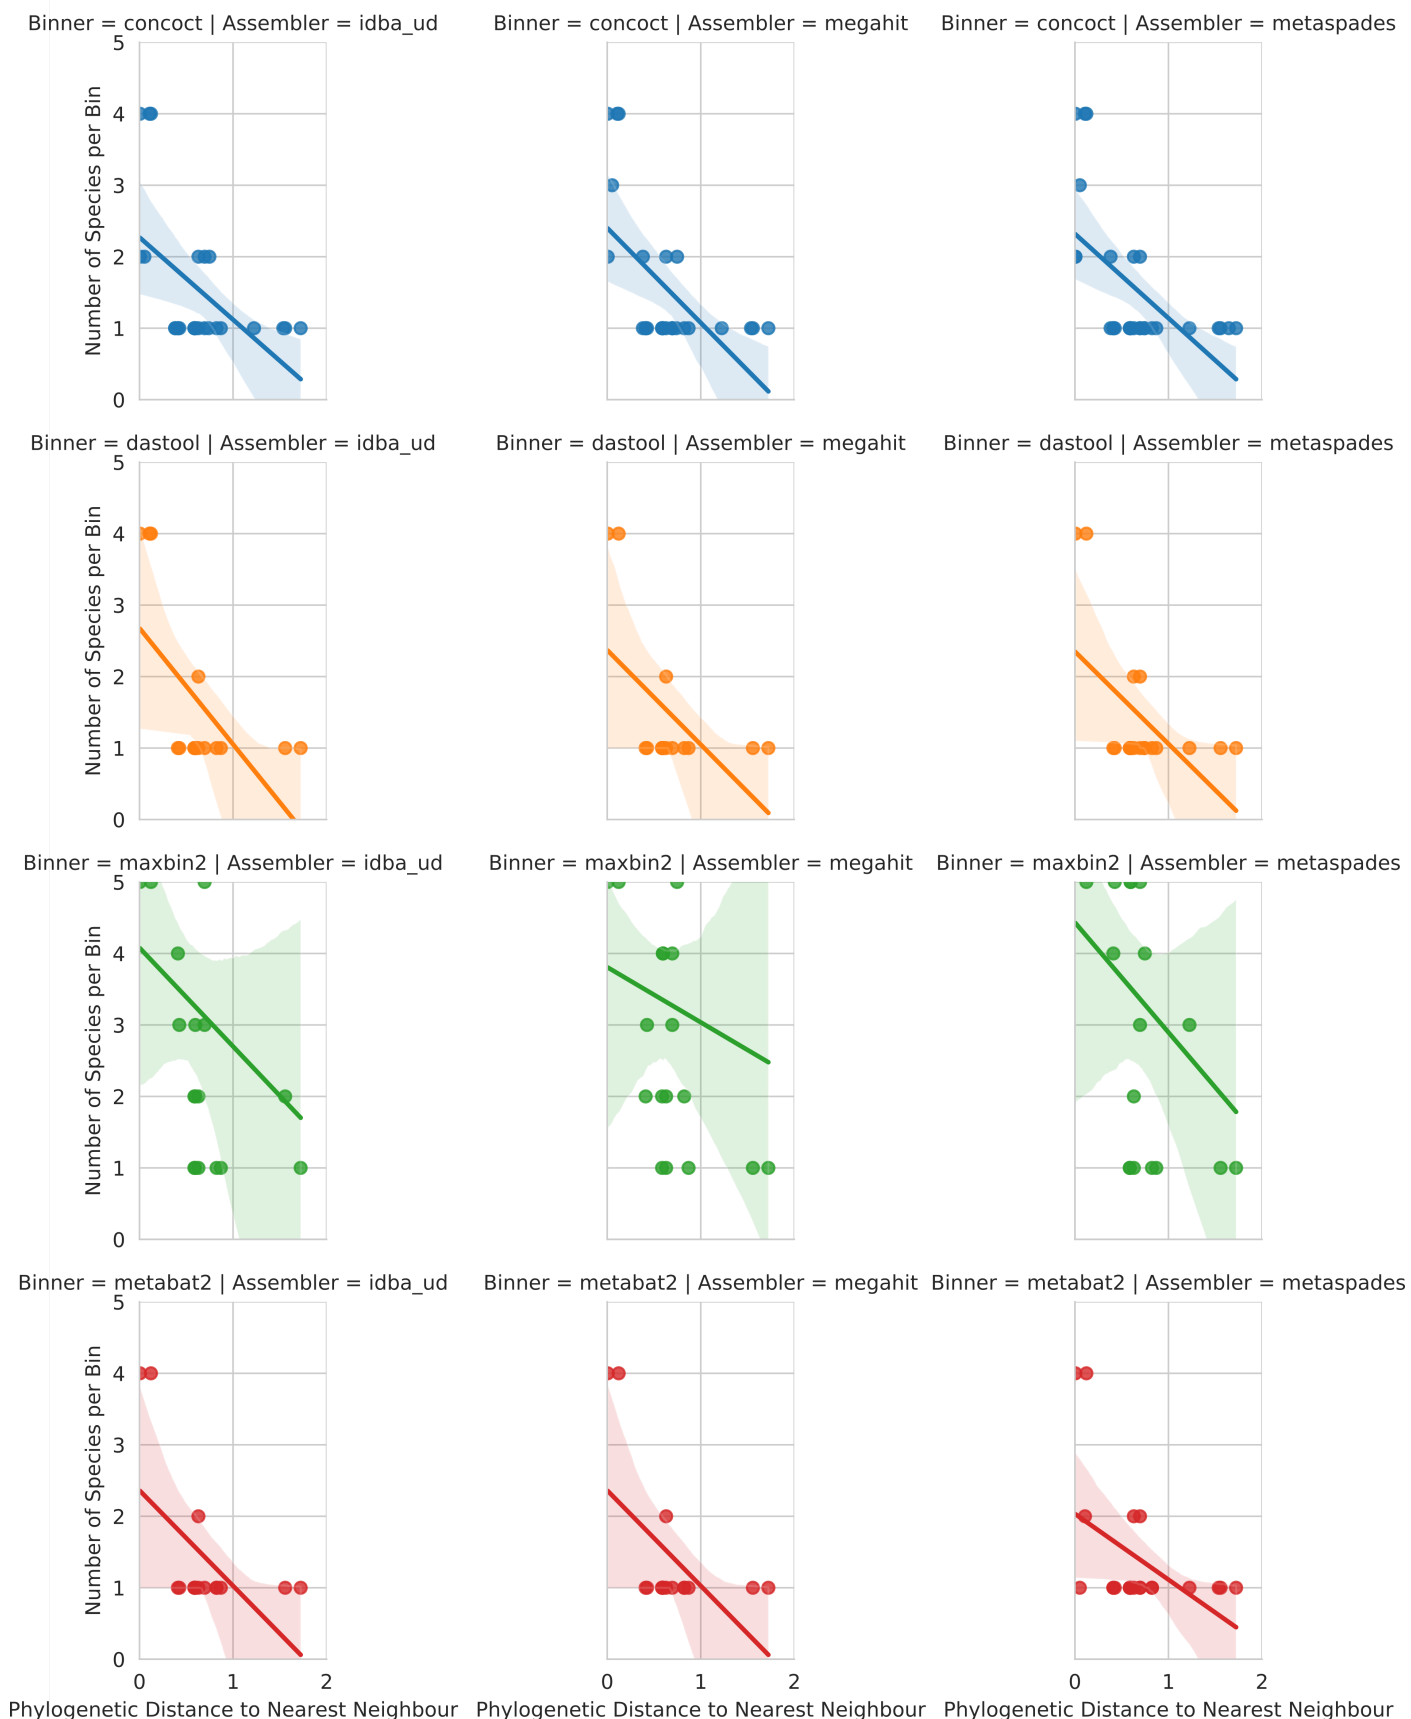 Binner = concoct | Assembler = idba_ud Binner = concoct | Assembler = megahit Binner = concoct | Assembler = metaspades
Number of Species per Bin
5
4
3
2
1
0
Binner = dastool | Assembler = idba_ud Binner = dastool | Assembler = megahit Binner = dastool | Assembler = metaspades
Number of Species per Bin
5
4
3
2
1
0
Binner = maxbin2 | Assembler = idba_ud Binner = maxbin2 | Assembler = megahit Binner = maxbin2 | Assembler = metaspades
Number of Species per Bin
5
4
3
2
1
0
Binner = metabat2 | Assembler = idba_ud Binner = metabat2 | Assembler = megahit Binner = metabat2 | Assembler = metaspades
Number of Species per Bin
5
4
3
2
1
0
0 1 2 0 1 2 0 1 2
Phylogenetic Distance to Nearest Neighbour Phylogenetic Distance to Nearest Neighbour Phylogenetic Distance to Nearest Neighbour